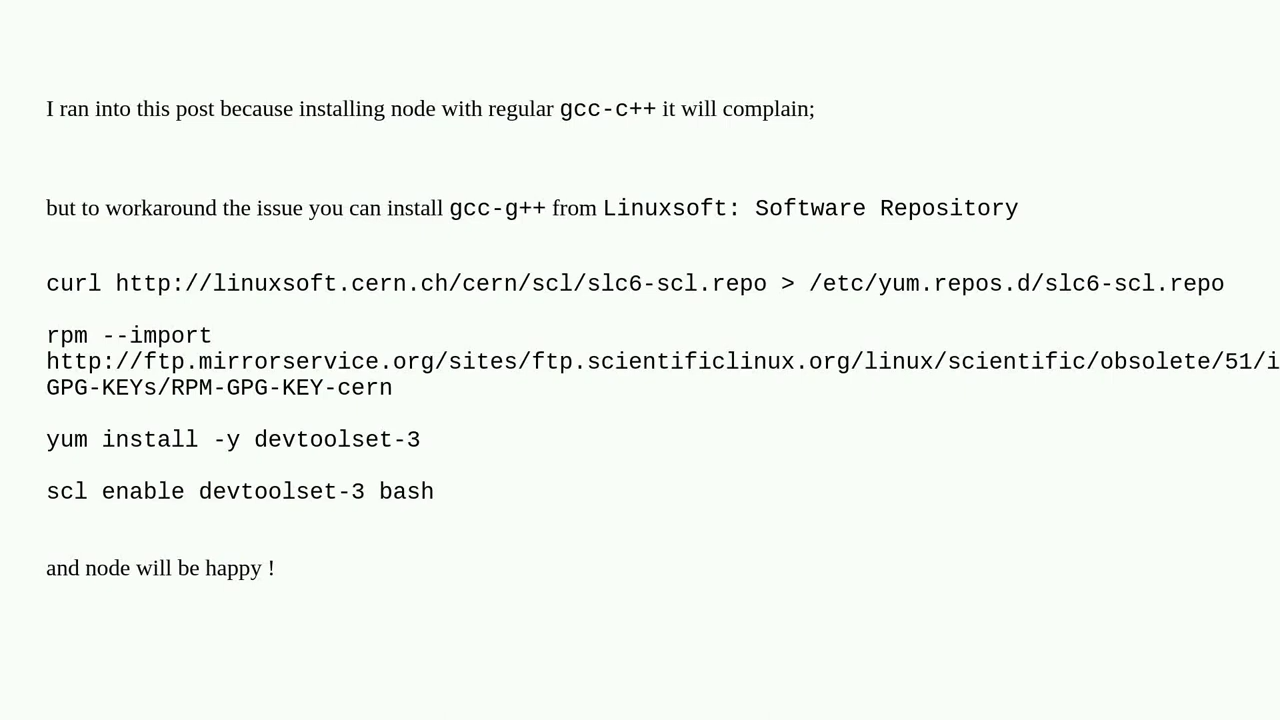 I ran into this post because installing node with regular gcc-c++ it will complain;
but to workaround the issue you can install gcc-g++ from Linuxsoft: Software Repository
curl http://linuxsoft.cern.ch/cern/scl/slc6-scl.repo > /etc/yum.repos.d/slc6-scl.repo
rpm --import
http://ftp.mirrorservice.org/sites/ftp.scientificlinux.org/linux/scientific/obsolete/51/i
GPG-KEYs/RPM-GPG-KEY-cern
yum install -y devtoolset-3
scl enable devtoolset-3 bash
and node will be happy !